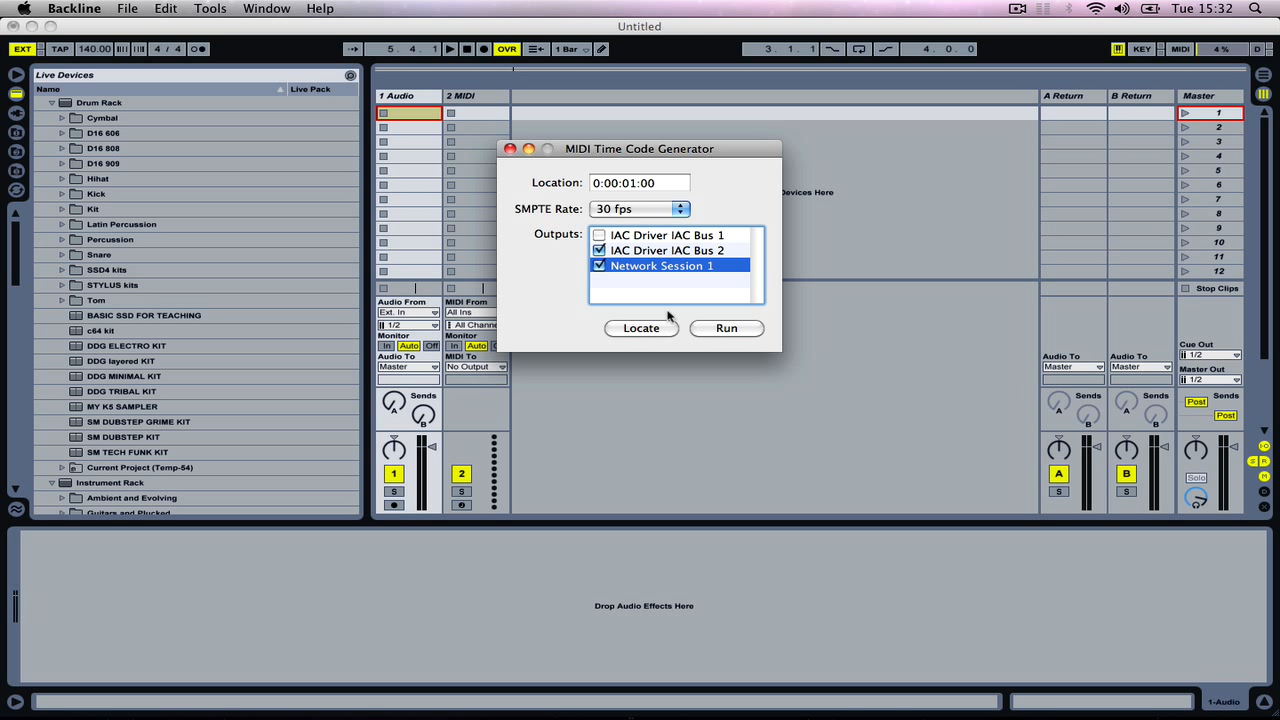 Backline File Edit Tools Window Help Tue 15:32
Untitled
EXT TAP 140.00 4 / 4 5. 4. 1 OVR 1 Bar 3. 1. 1 4. 0. 0 KEY MIDI 4 % D
Live Devices
Name Live Pack
Drum Rack
Cymbal
D16 606
D16 808
D16 909
Hihat
Kick
Kit
Latin Percussion
Percussion
Snare
SSD4 kits
STYLUS kits
Tom
BASIC SSD FOR TEACHING
c64 kit
DDG ELECTRO KIT
DDG layered KIT
DDG MINIMAL KIT
DDG TRIBAL KIT
MY K5 SAMPLER
SM DUBSTEP GRIME KIT
SM DUBSTEP KIT
SM TECH FUNK KIT
Current Project (Temp-54)
Instrument Rack
Ambient and Evolving
Guitars and Plucked
1 Audio 2 MIDI A Return B Return Master
1
2
3
4
5
6
7
8
9
10
11
12
Devices Here
MIDI Time Code Generator
Location: 0:00:01:00
SMPTE Rate: 30 fps
Outputs: IAC Driver IAC Bus 1
IAC Driver IAC Bus 2
Network Session 1
Locate Run
Stop Clips
Audio From MIDI From
Ext. In All Ins
1/2 All Channe
Monitor Monitor
In Auto Off In Auto
Audio To MIDI To
Master No Output
Cue Out
1/2
Audio To Audio To Master Out
Master Master 1/2
Sends Sends Sends Sends
A A A Post
B B B Post
1 2 A B Solo
S S S S
Drop Audio Effects Here
1-Audio